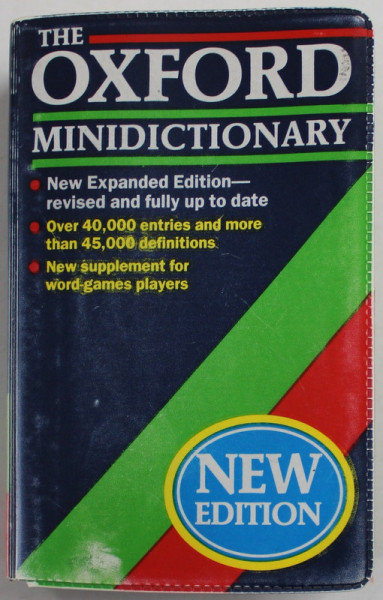 THE
OXFORD
MINIDICTIONARY
New Expanded Edition—
revised and fully up to date
Over 40,000 entries and more
than 45,000 definitions
New supplement for
word-games players
NEW
EDITION